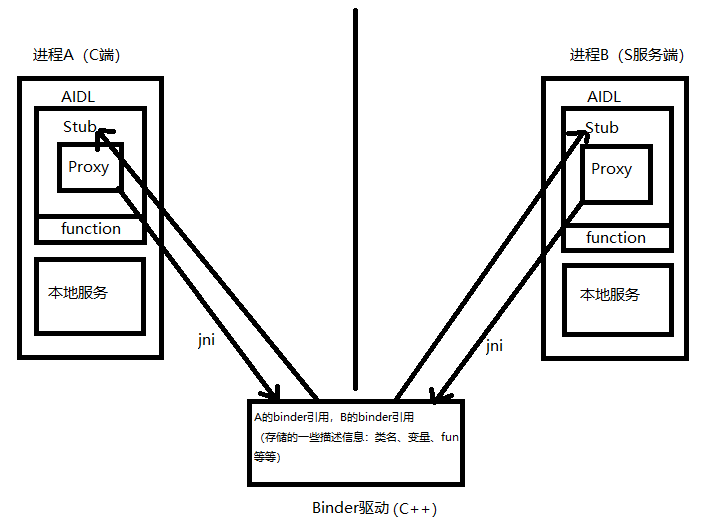 进程A（C端）
AIDL
Stub
Proxy
function
本地服务
jni
进程B（S服务端）
AIDL
Stub
Proxy
function
本地服务
jni
A的binder引用，B的binder引用
（存储的一些描述信息：类名、变量、fun
等等）
Binder驱动 (C++)